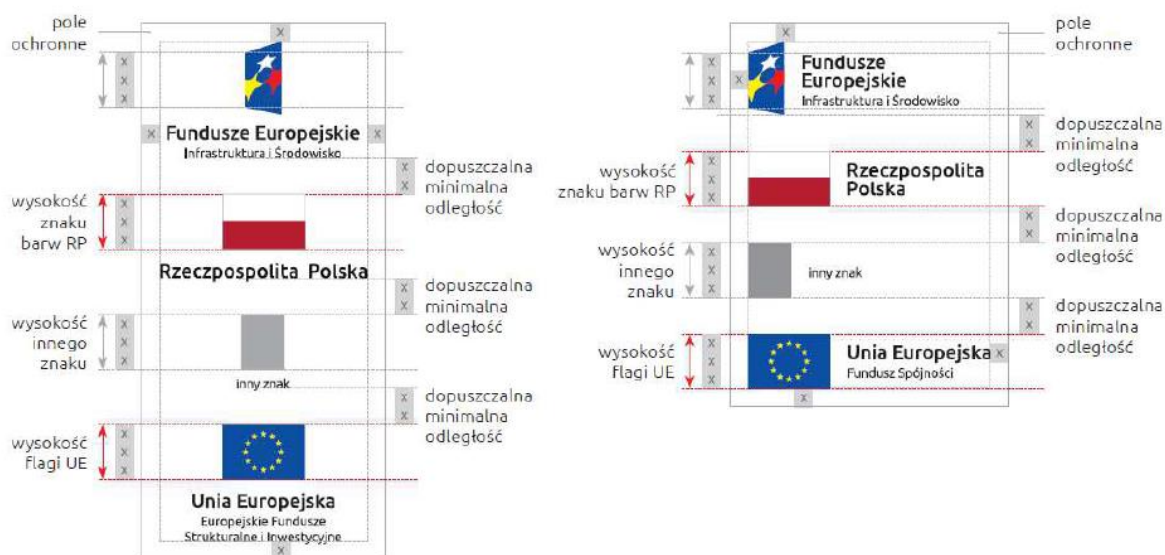 pole
ochronne
x
x
x
x
Fundusze Europejskie
Infrastruktura i Środowisko
x
x
x
x
dopuszczalna
minimalna
odległość
wysokość
znaku
barw RP
x
x
x
Rzeczpospolita Polska
x
x
dopuszczalna
minimalna
odległość
wysokość
innego
znaku
x
x
x
inny znak
x
x
dopuszczalna
minimalna
odległość
wysokość
flagi UE
x
x
x
Unia Europejska
Europejskie Fundusze
Strukturalne i Inwestycyjne
x
pole
ochronne
x
x
x
x
x
Fundusze
Europejskie
Infrastruktura i Środowisko
x
x
dopuszczalna
minimalna
odległość
wysokość
znaku barw RP
x
x
x
Rzeczpospolita
Polska
x
x
dopuszczalna
minimalna
odległość
wysokość
innego
znaku
x
x
x
inny znak
x
x
dopuszczalna
minimalna
odległość
wysokość
flagi UE
x
x
x
Unia Europejska
Fundusz Spójności
x
x